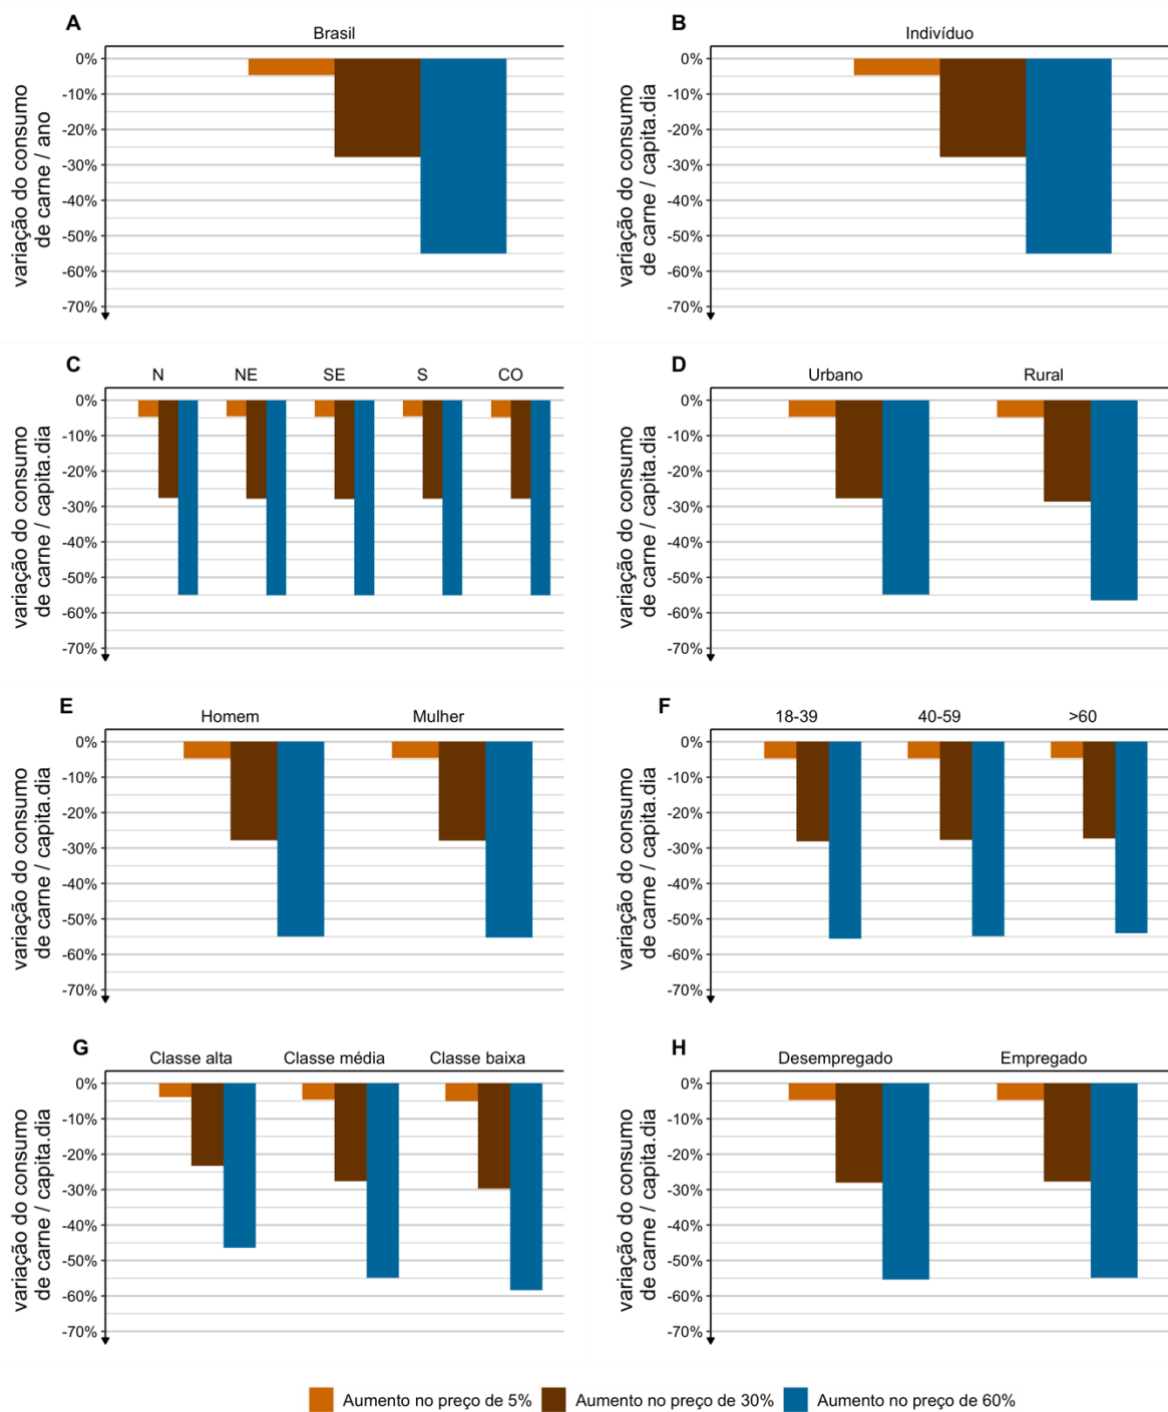 A
Brasil
variação do consumo
de carne / ano
0%
-10%
-20%
-30%
-40%
-50%
-60%
-70%
B
Indivíduo
variação do consumo
de carne / capita.dia
0%
-10%
-20%
-30%
-40%
-50%
-60%
-70%
C
N NE SE S CO
variação do consumo
de carne / capita.dia
0%
-10%
-20%
-30%
-40%
-50%
-60%
-70%
D
Urbano Rural
variação do consumo
de carne / capita.dia
0%
-10%
-20%
-30%
-40%
-50%
-60%
-70%
E
Homem Mulher
variação do consumo
de carne / capita.dia
0%
-10%
-20%
-30%
-40%
-50%
-60%
-70%
F
18-39 40-59 >60
variação do consumo
de carne / capita.dia
0%
-10%
-20%
-30%
-40%
-50%
-60%
-70%
G
Classe alta Classe média Classe baixa
variação do consumo
de carne / capita.dia
0%
-10%
-20%
-30%
-40%
-50%
-60%
-70%
H
Desempregado Empregado
variação do consumo
de carne / capita.dia
0%
-10%
-20%
-30%
-40%
-50%
-60%
-70%
Aumento no preço de 5% Aumento no preço de 30% Aumento no preço de 60%